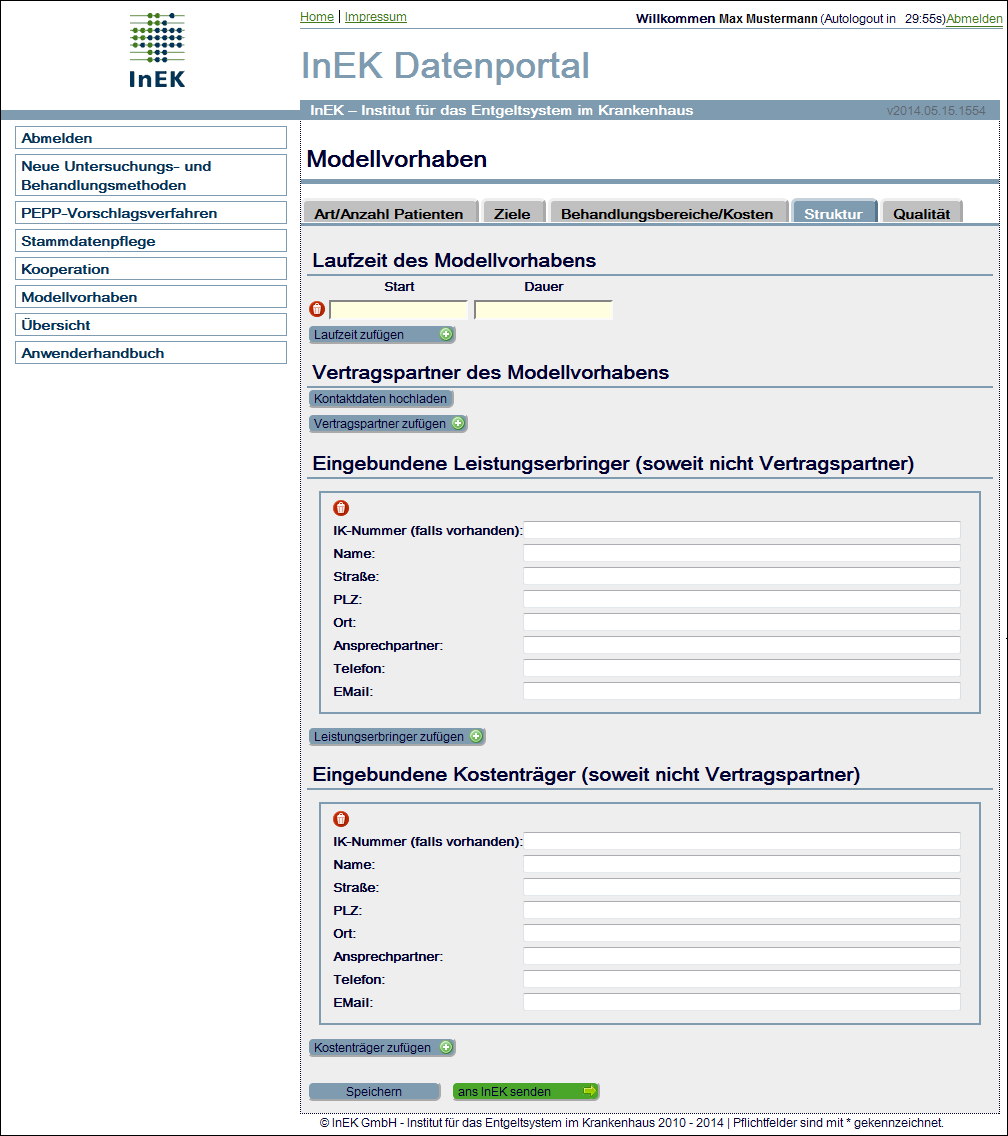 InEK
Home | Impressum
Willkommen Max Mustermann (Autologout in 29:55s)Abmelden
InEK Datenportal
InEK – Institut für das Entgeltsystem im Krankenhaus
v2014.05.15.1554
Abmelden
Neue Untersuchungs- und
Behandlungsmethoden
PEPP-Vorschlagsverfahren
Stammdatenpflege
Kooperation
Modellvorhaben
Übersicht
Anwenderhandbuch
Modellvorhaben
Art/Anzahl Patienten Ziele Behandlungsbereiche/Kosten Struktur Qualität
Laufzeit des Modellvorhabens
Start Dauer
Laufzeit zufügen
Vertragspartner des Modellvorhabens
Kontaktdaten hochladen
Vertragspartner zufügen
Eingebundene Leistungserbringer (soweit nicht Vertragspartner)
IK-Nummer (falls vorhanden):
Name:
Straße:
PLZ:
Ort:
Ansprechpartner:
Telefon:
EMail:
Leistungserbringer zufügen
Eingebundene Kostenträger (soweit nicht Vertragspartner)
IK-Nummer (falls vorhanden):
Name:
Straße:
PLZ:
Ort:
Ansprechpartner:
Telefon:
EMail:
Kostenträger zufügen
Speichern ans InEK senden
© InEK GmbH - Institut für das Entgeltsystem im Krankenhaus 2010 - 2014 | Pflichtfelder sind mit * gekennzeichnet.